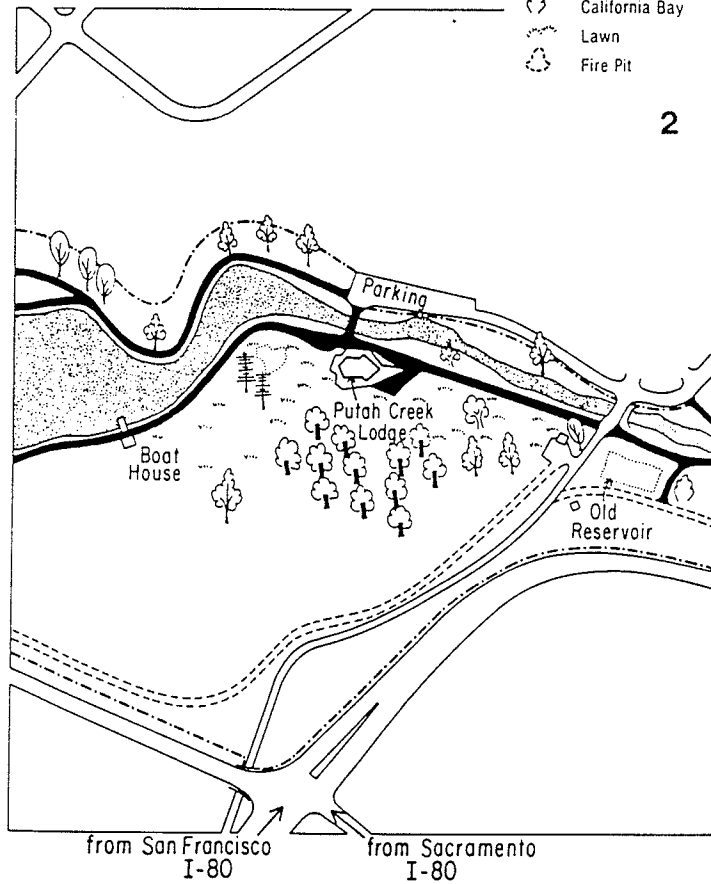 California Bay
Lawn
Fire Pit
2
Parking
Putah Creek
Lodge
Boat
House
Old
Reservoir
from San Francisco
I-80
from Sacramento
I-80